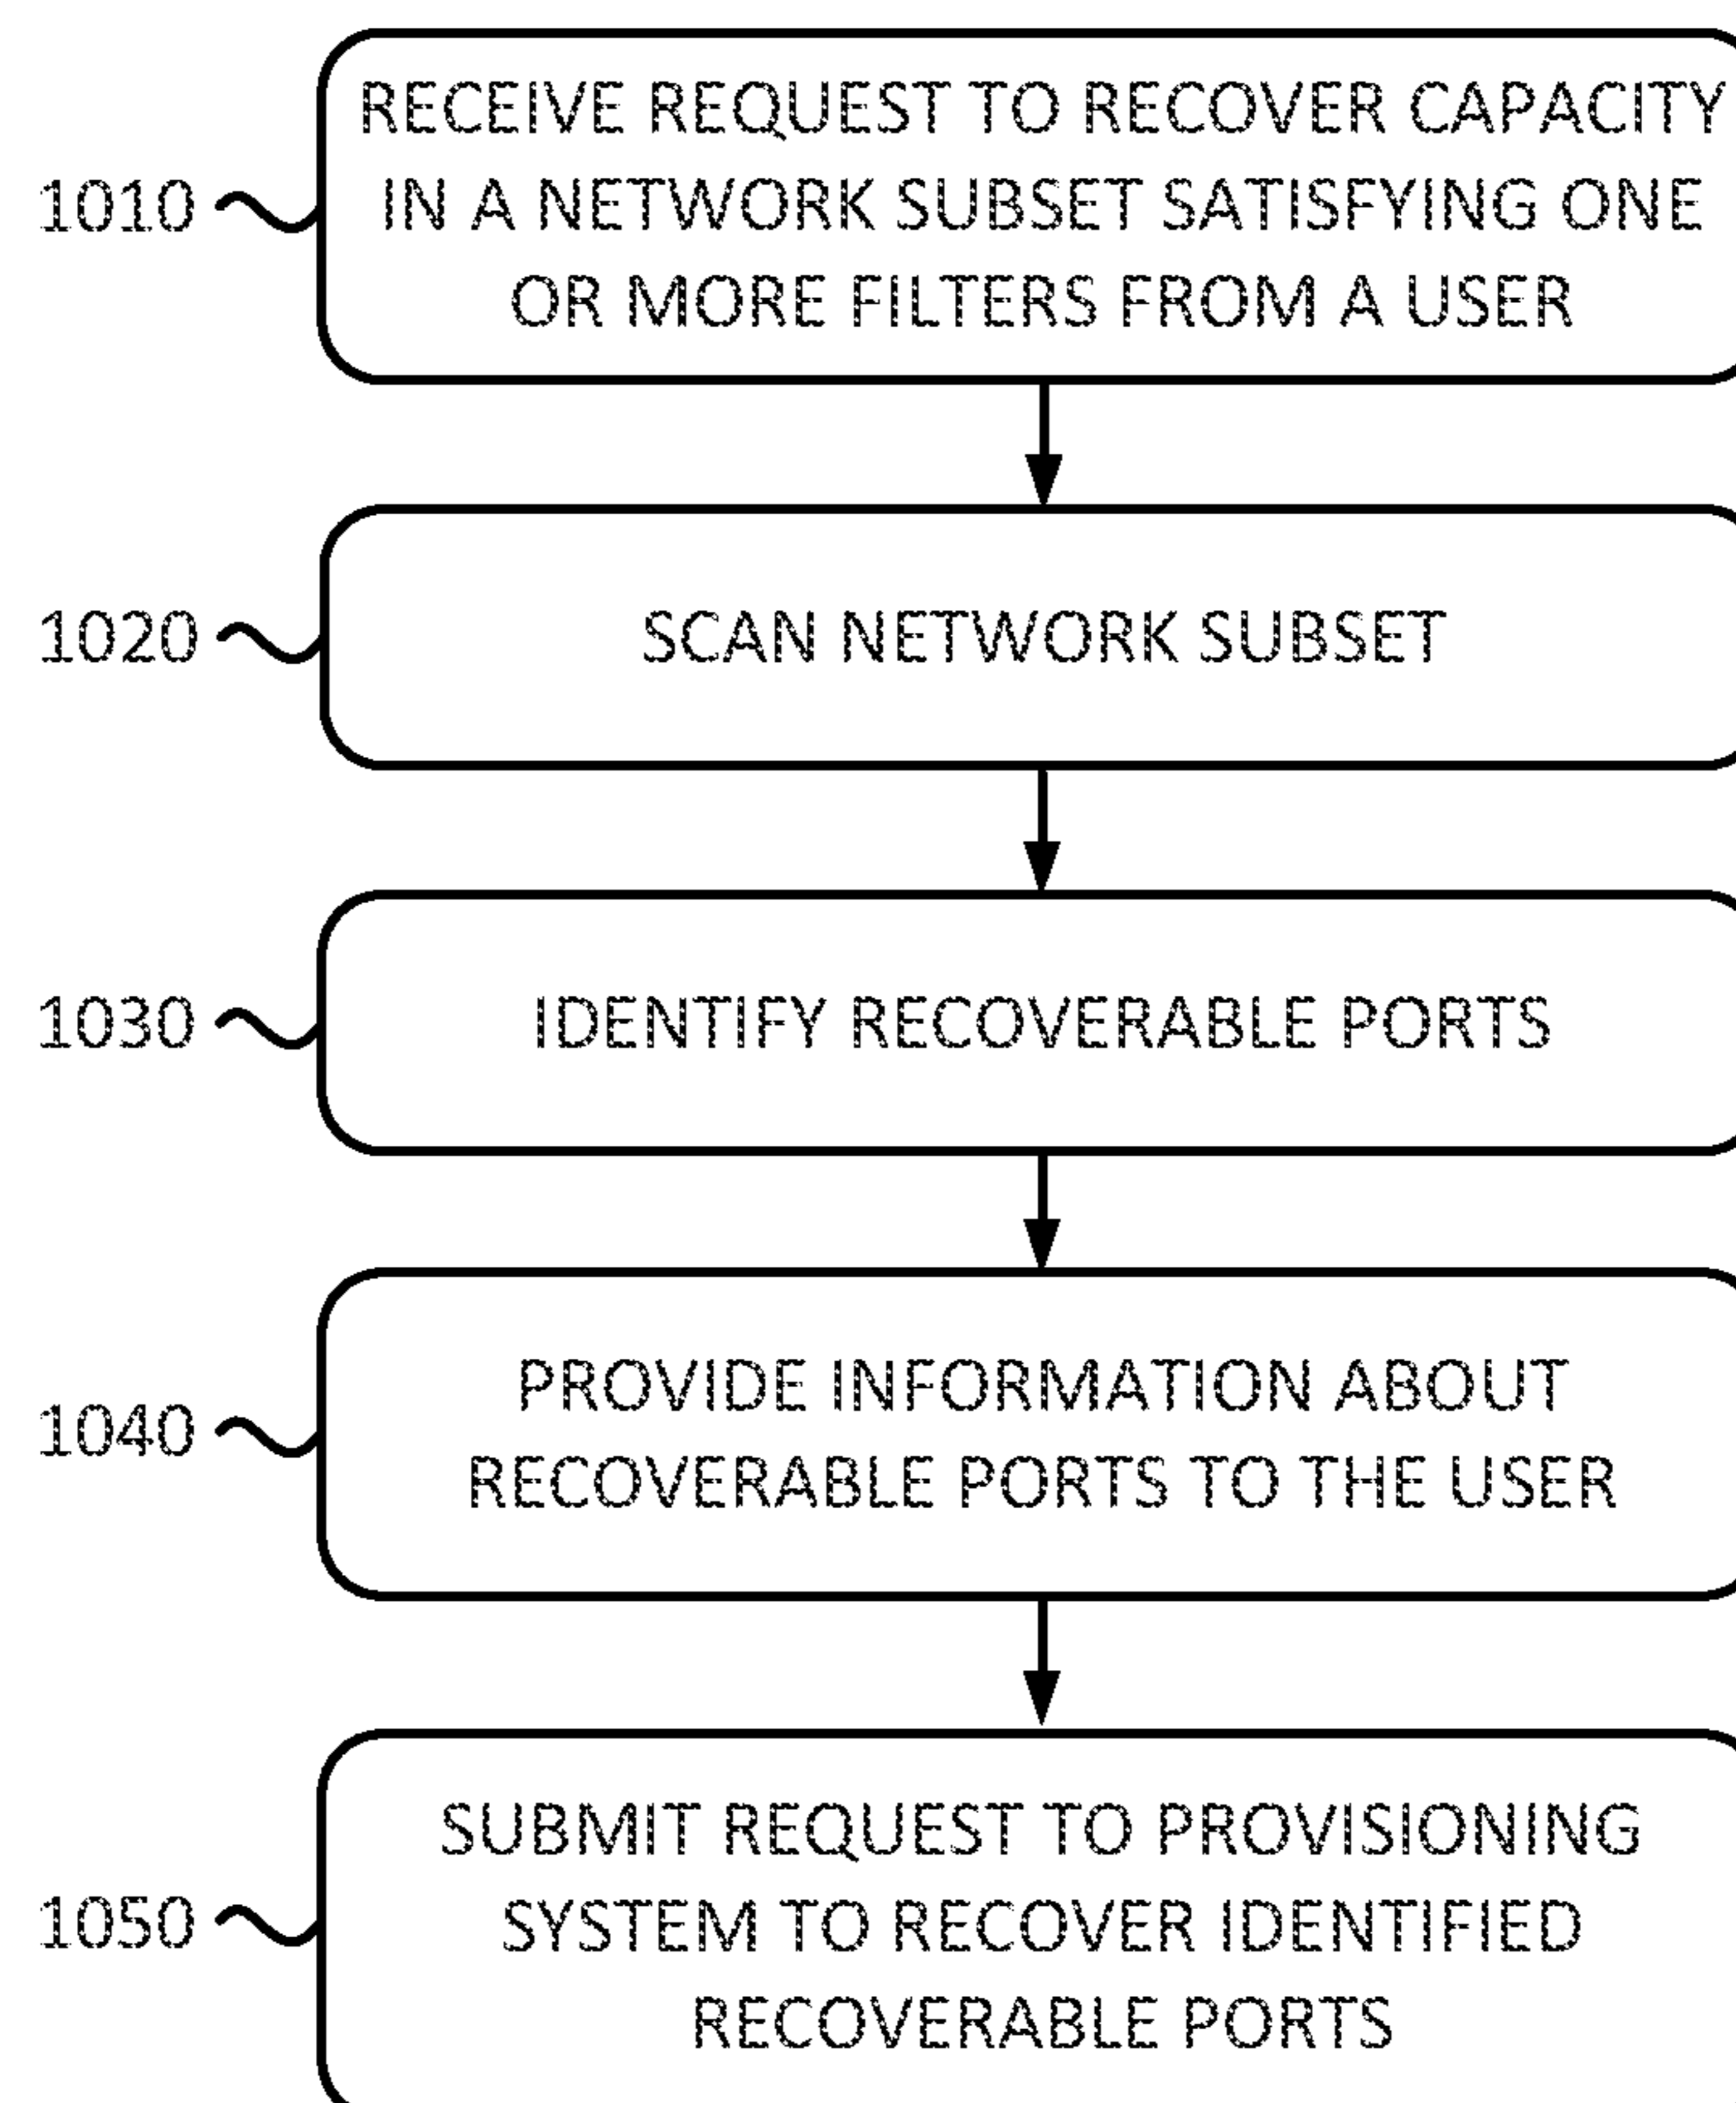 RECEIVE REQUEST TO RECOVER CAPACITY
1010 IN A NETWORK SUBSET SATISFYING ONE
OR MORE FILTERS FROM A USER
1020 SCAN NETWORK SUBSET
1030 IDENTIFY RECOVERABLE PORTS
PROVIDE INFORMATION ABOUT
1040
RECOVERABLE PORTS TO THE USER
SUBMIT REQUEST TO PROVISIONING
1050 SYSTEM TO RECOVER IDENTIFIED
RECOVERABLE PORTS